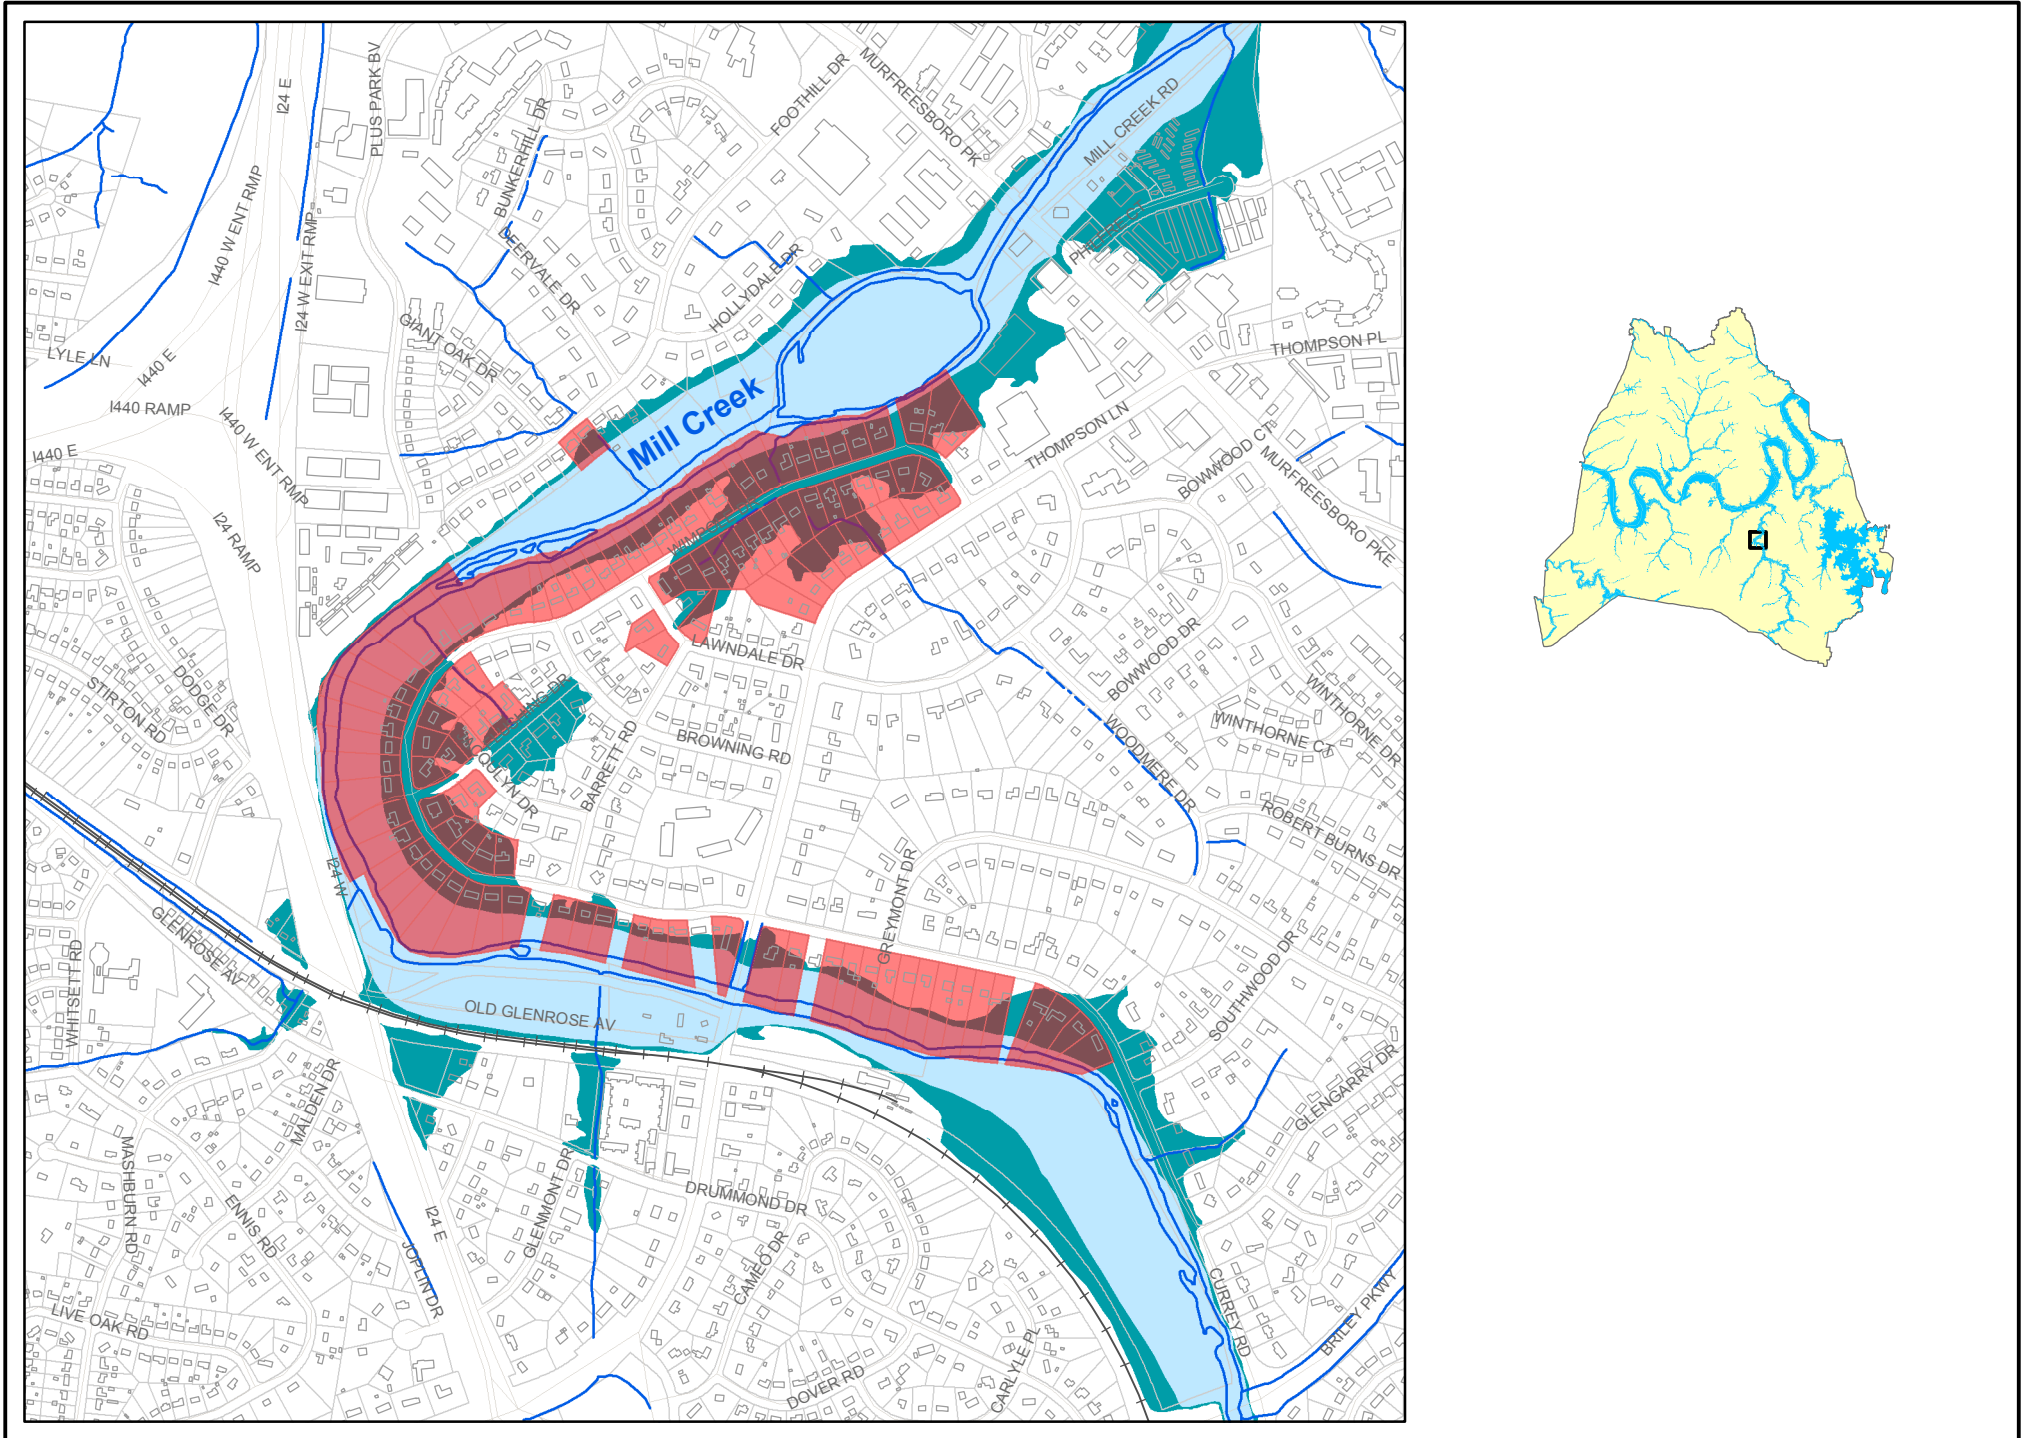 I24 E
PLUS PARK BV
FOOTHILL DR
MURFREESBORO PK
MILL CREEK RD
BUNKERHILL DR
I440 W ENT RMP
I24 W EXIT RMP
DEERVALE DR
HOLLYDALE DR
GIANT OAK DR
LYLE LN
I440 E
I440 RAMP
I440 W ENT RMP
I440 E
I24 RAMP
THOMPSON PL
Mill Creek
THOMPSON LN
BOWWOOD CT
MURFREESBORO PKE
LAWNDALE DR
BOWWOOD DR
WINTHORNE DR
WINTHORNE CT
WOODMERE DR
ROBERT BURNS DR
STIRTON RD
DODGE DR
BROWNING RD
BARRETT RD
I24 W
GREYMONT DR
GLENROSE AV
WHITSETT RD
OLD GLENROSE AV
SOUTHWOOD DR
GLENGARRY DR
MALDEN DR
MASHBURN RD
ENNIS RD
I24 E
JOPLIN DR
GLENMONT DR
DRUMMOND DR
CAMEO DR
CURREY RD
BRILEY PKWY
LIVE OAK RD
DOVER RD
CARLYLE PL